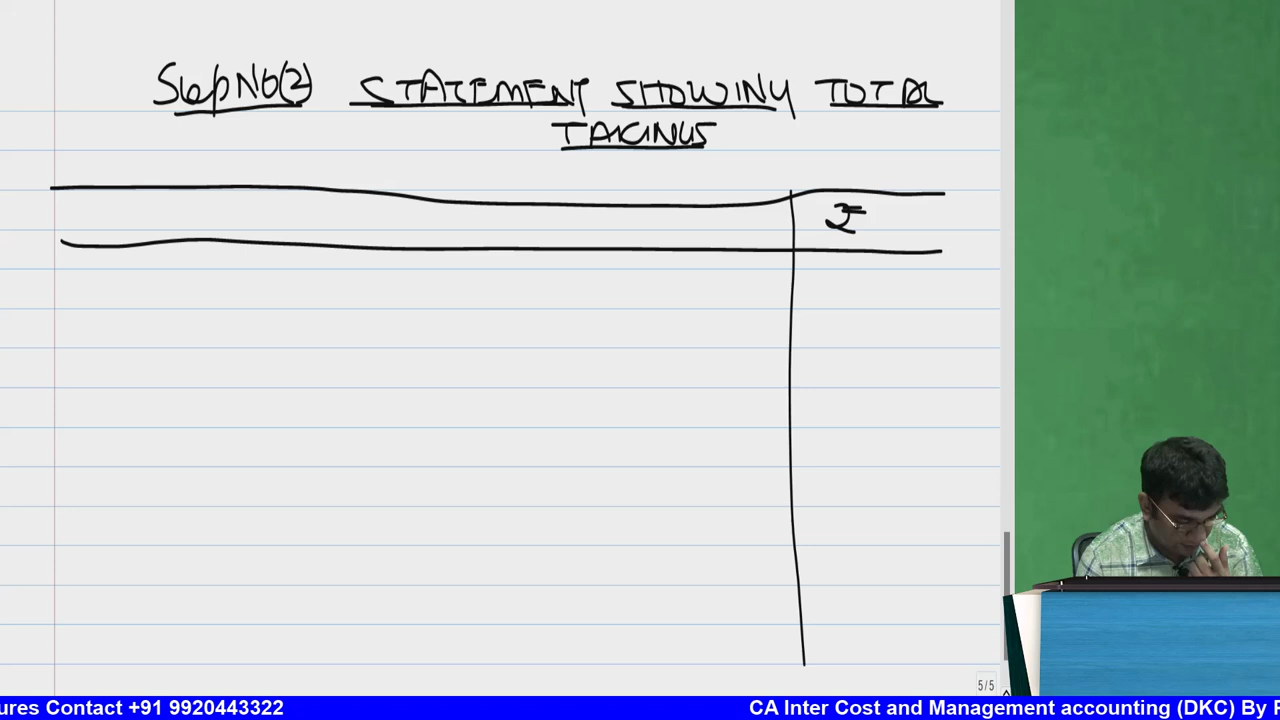 Step No(2) STATEMENT SHOWING TOTAL
TAKINGS
₹
5/5
ures Contact +91 9920443322
CA Inter Cost and Management accounting (DKC) By F